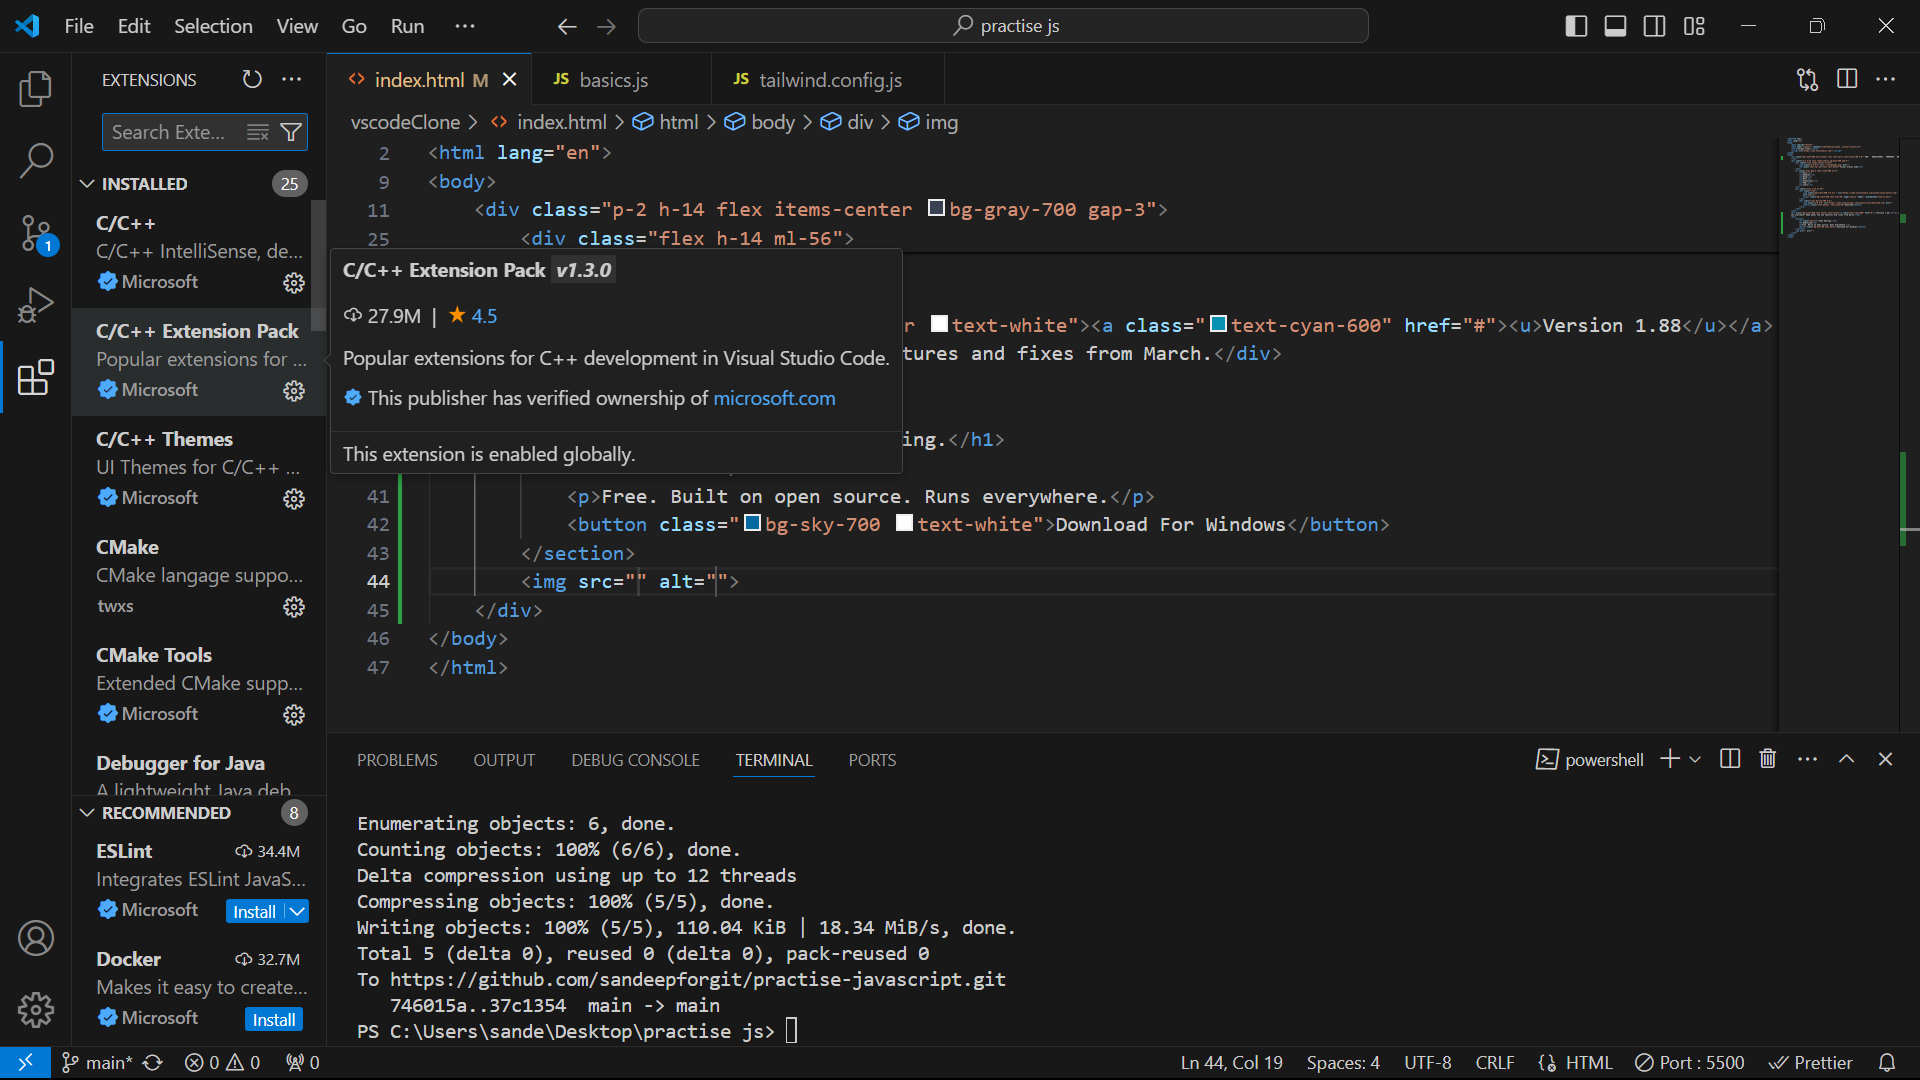 File Edit Selection View Go Run ···
practise js
EXTENSIONS
Search Exte...
INSTALLED 25
C/C++
C/C++ IntelliSense, de...
Microsoft
C/C++ Extension Pack
Popular extensions for ...
Microsoft
C/C++ Themes
UI Themes for C/C++ ...
Microsoft
CMake
CMake langage suppo...
twxs
CMake Tools
Extended CMake supp...
Microsoft
Debugger for Java
A lightweight Java deb
RECOMMENDED 8
ESLint 34.4M
Integrates ESLint JavaS...
Microsoft Install
Docker 32.7M
Makes it easy to create...
Microsoft Install
1
index.html M
JS basics.js
JS tailwind.config.js
vscodeClone > index.html > html > body > div > img
2 <html lang="en">
9 <body>
11 <div class="p-2 h-14 flex items-center bg-gray-700 gap-3">
25 <div class="flex h-14 ml-56">
C/C++ Extension Pack v1.3.0
27.9M | 4.5
Popular extensions for C++ development in Visual Studio Code.
This publisher has verified ownership of microsoft.com
This extension is enabled globally.
r text-white"><a class="text-cyan-600" href="#"><u>Version 1.88</u></a>
tures and fixes from March.</div>
ing.</h1>
41 <p>Free. Built on open source. Runs everywhere.</p>
42 <button class="bg-sky-700 text-white">Download For Windows</button>
43 </section>
44 <img src="" alt="">
45 </div>
46 </body>
47 </html>
PROBLEMS OUTPUT DEBUG CONSOLE TERMINAL PORTS
powershell
Enumerating objects: 6, done.
Counting objects: 100% (6/6), done.
Delta compression using up to 12 threads
Compressing objects: 100% (5/5), done.
Writing objects: 100% (5/5), 110.04 KiB | 18.34 MiB/s, done.
Total 5 (delta 0), reused 0 (delta 0), pack-reused 0
To https://github.com/sandeepforgit/practise-javascript.git
746015a..37c1354 main -> main
PS C:\Users\sande\Desktop\practise js>
main* 0 0 0
Ln 44, Col 19 Spaces: 4 UTF-8 CRLF HTML Port : 5500 Prettier